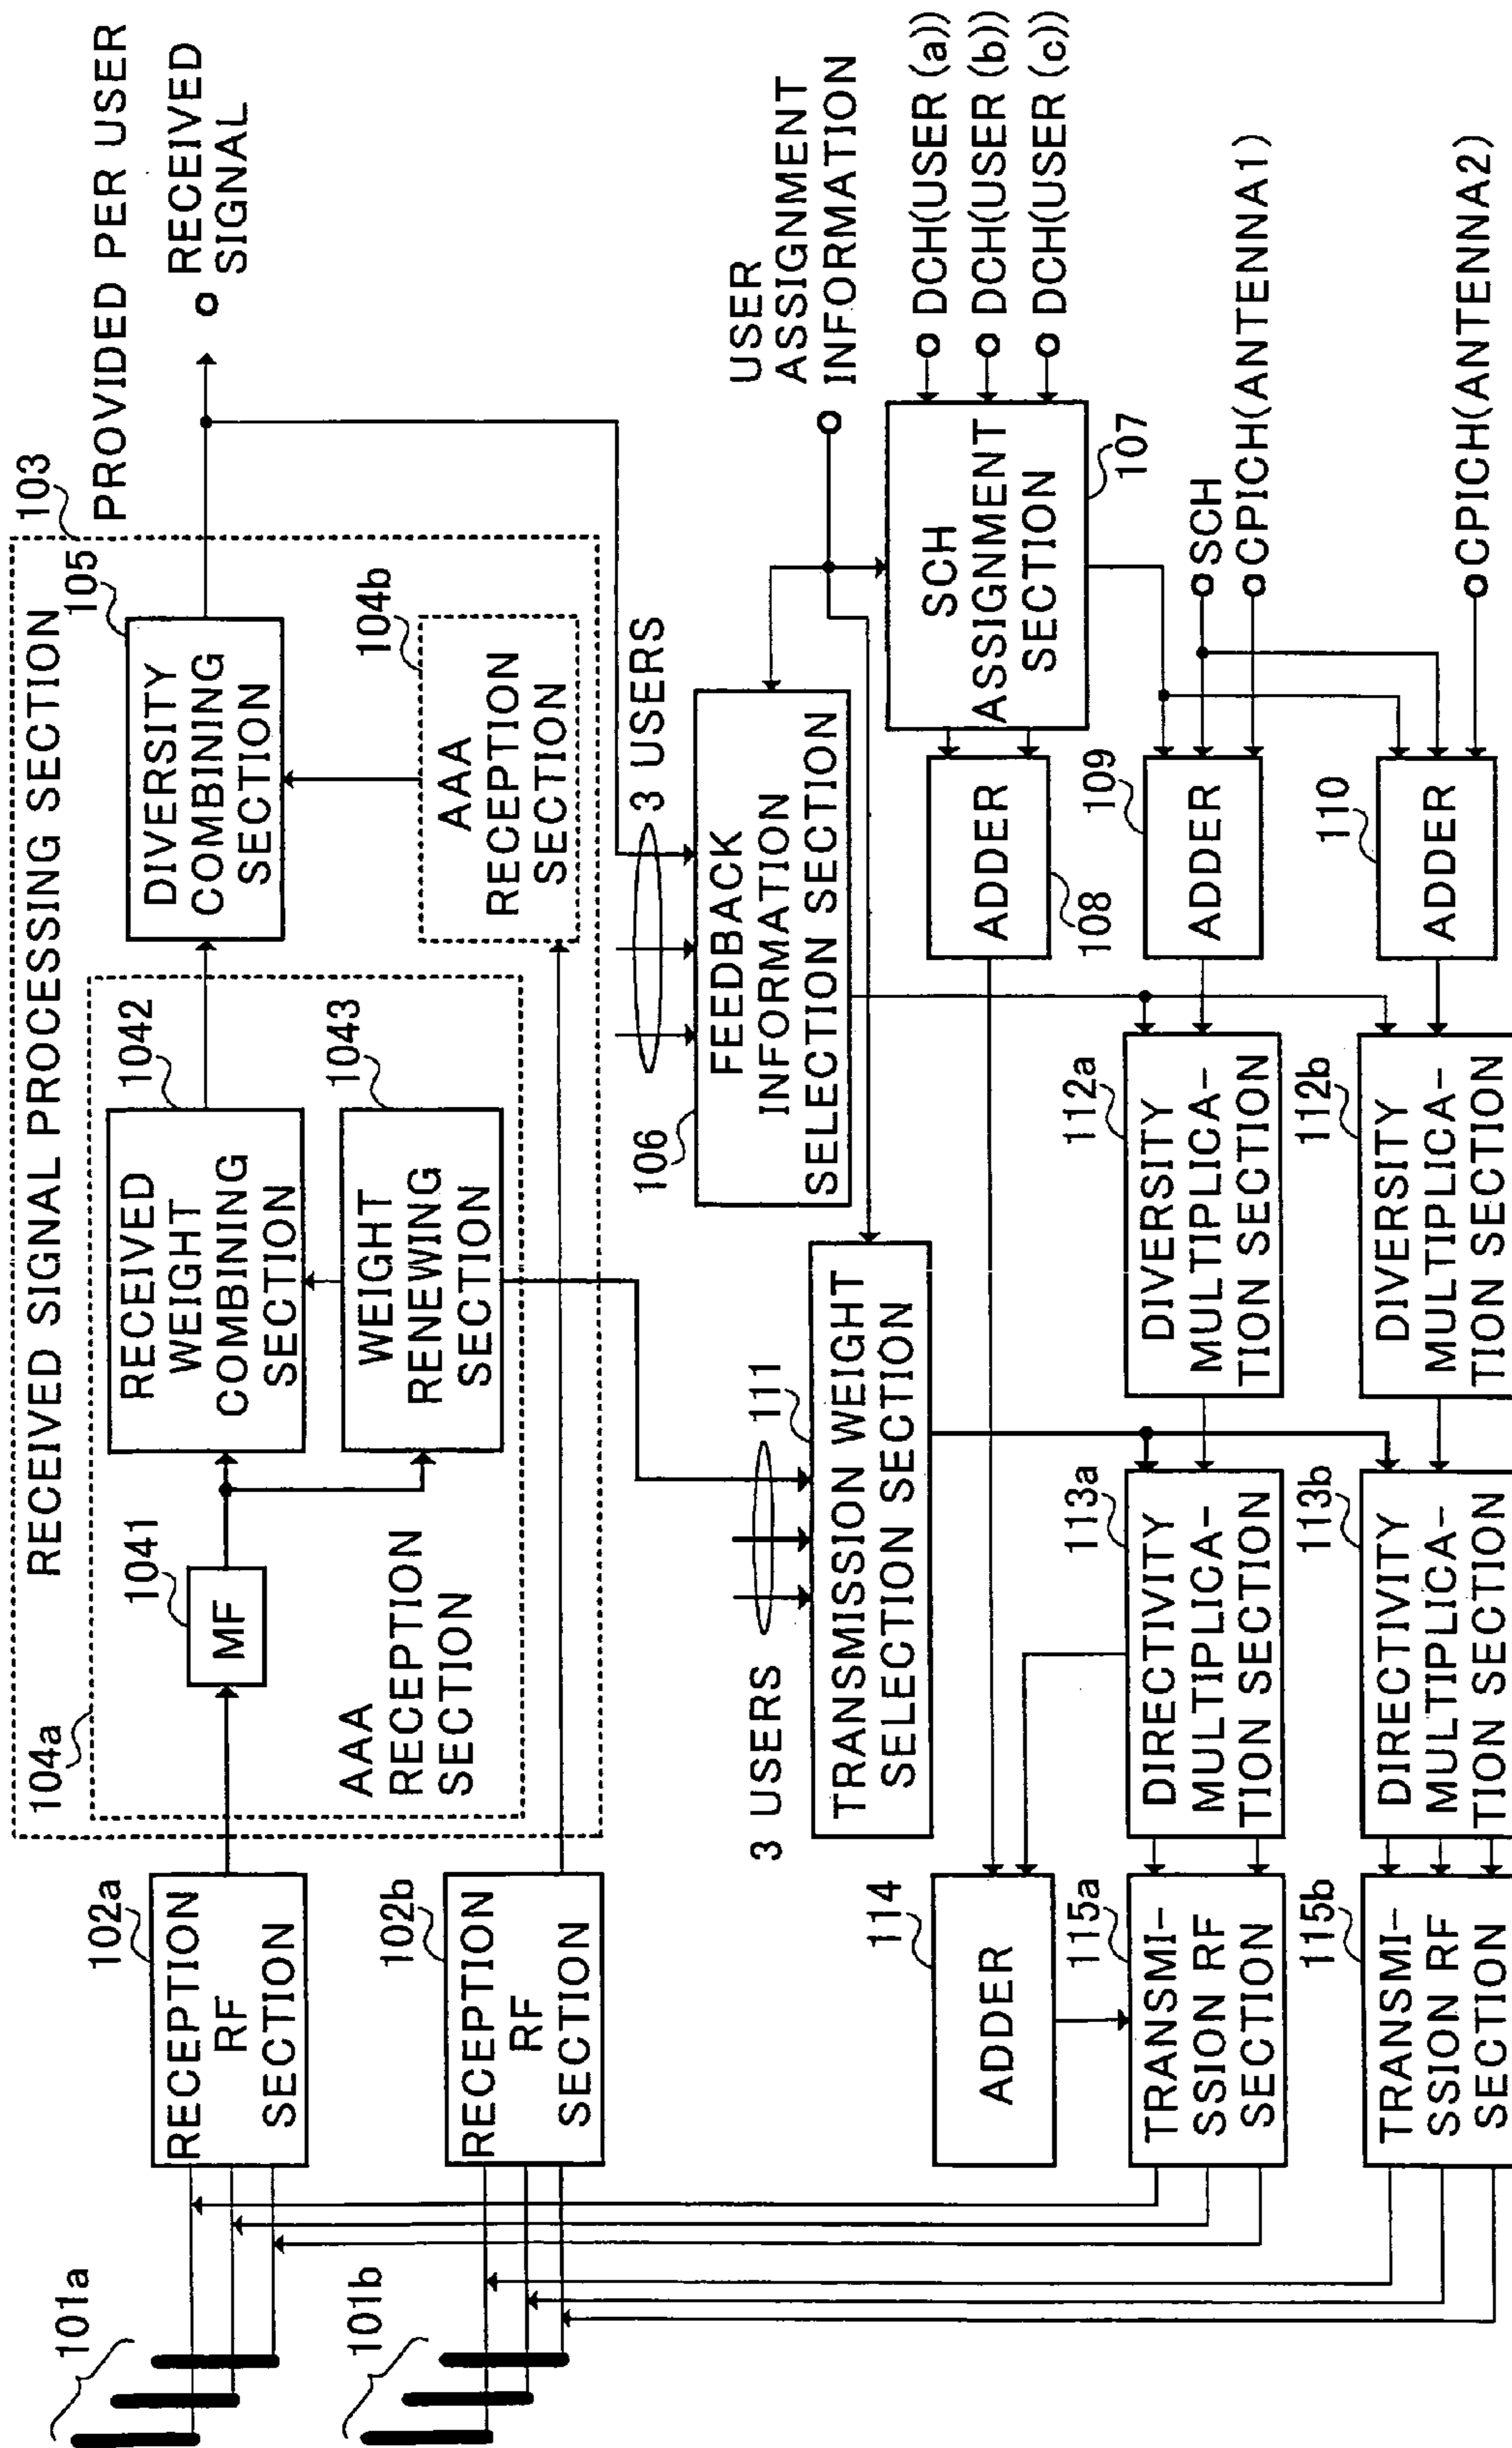 RECEIVED SIGNAL PROCESSING SECTION
103
PROVIDED PER USER
104a
1041
MF
AAA
RECEPTION
SECTION
1042
RECEIVED
WEIGHT
COMBINING
SECTION
1043
WEIGHT
RENEWING
SECTION
105
DIVERSITY
COMBINING
SECTION
104b
AAA
RECEPTION
SECTION
RECEIVED
SIGNAL
101a
101b
102a
RECEPTION
RF
SECTION
102b
RECEPTION
RF
SECTION
3 USERS
106
FEEDBACK
INFORMATION
SELECTION SECTION
USER
ASSIGNMENT
INFORMATION
3 USERS
111
TRANSMISSION WEIGHT
SELECTION SECTION
SCH
ASSIGNMENT
SECTION
107
DCH(USER(a))
DCH(USER(b))
DCH(USER(c))
114
ADDER
ADDER
108
115a
TRANSMI-
SSION RF
SECTION
113a
DIRECTIVITY
MULTIPLICA-
TION SECTION
112a
DIVERSITY
MULTIPLICA-
TION SECTION
109
ADDER
SCH
CPICH(ANTENNA1)
115b
TRANSMI-
SSION RF
SECTION
113b
DIRECTIVITY
MULTIPLICA-
TION SECTION
112b
DIVERSITY
MULTIPLICA-
TION SECTION
110
ADDER
CPICH(ANTENNA2)